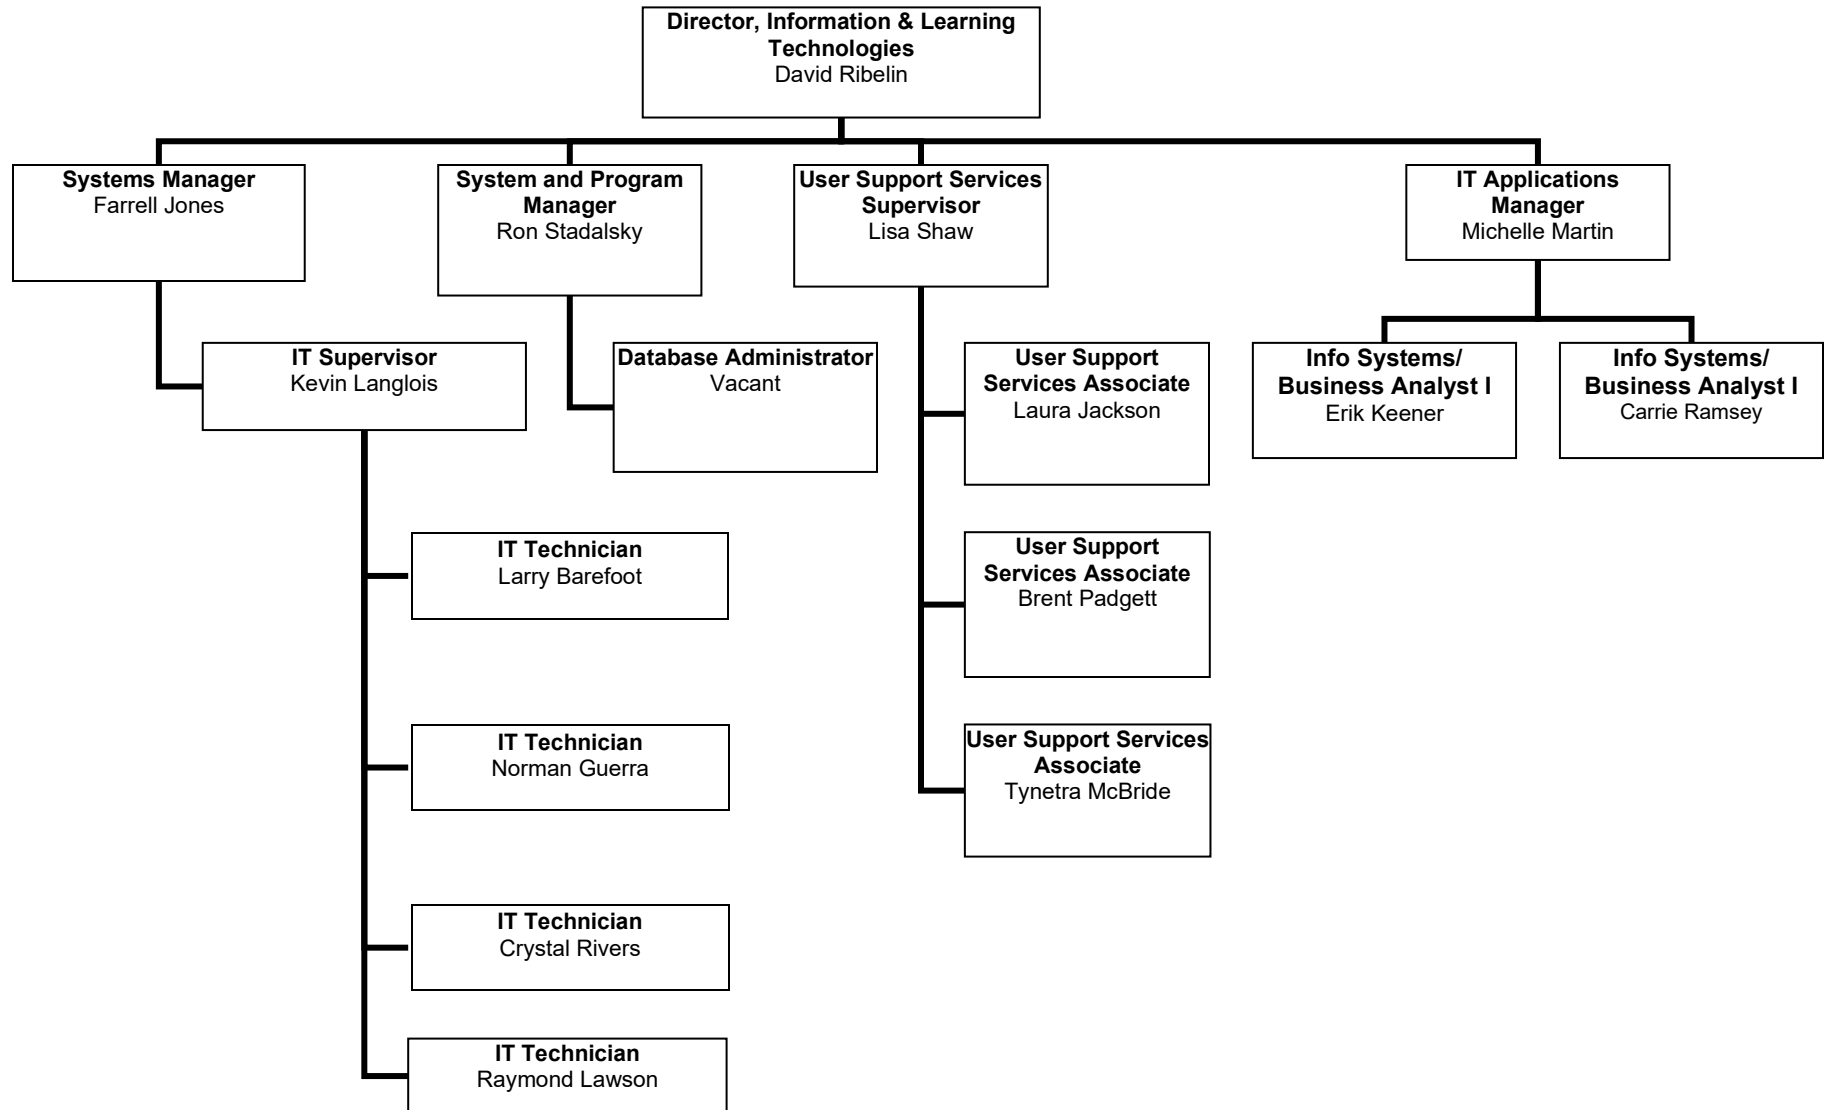 Director, Information & Learning
Technologies
David Ribelin
Systems Manager
Farrell Jones
System and Program
Manager
Ron Stadalsky
User Support Services
Supervisor
Lisa Shaw
IT Applications
Manager
Michelle Martin
IT Supervisor
Kevin Langlois
Database Administrator
Vacant
User Support
Services Associate
Laura Jackson
Info Systems/
Business Analyst I
Erik Keener
Info Systems/
Business Analyst I
Carrie Ramsey
IT Technician
Larry Barefoot
User Support
Services Associate
Brent Padgett
IT Technician
Norman Guerra
User Support Services
Associate
Tynetra McBride
IT Technician
Crystal Rivers
IT Technician
Raymond Lawson